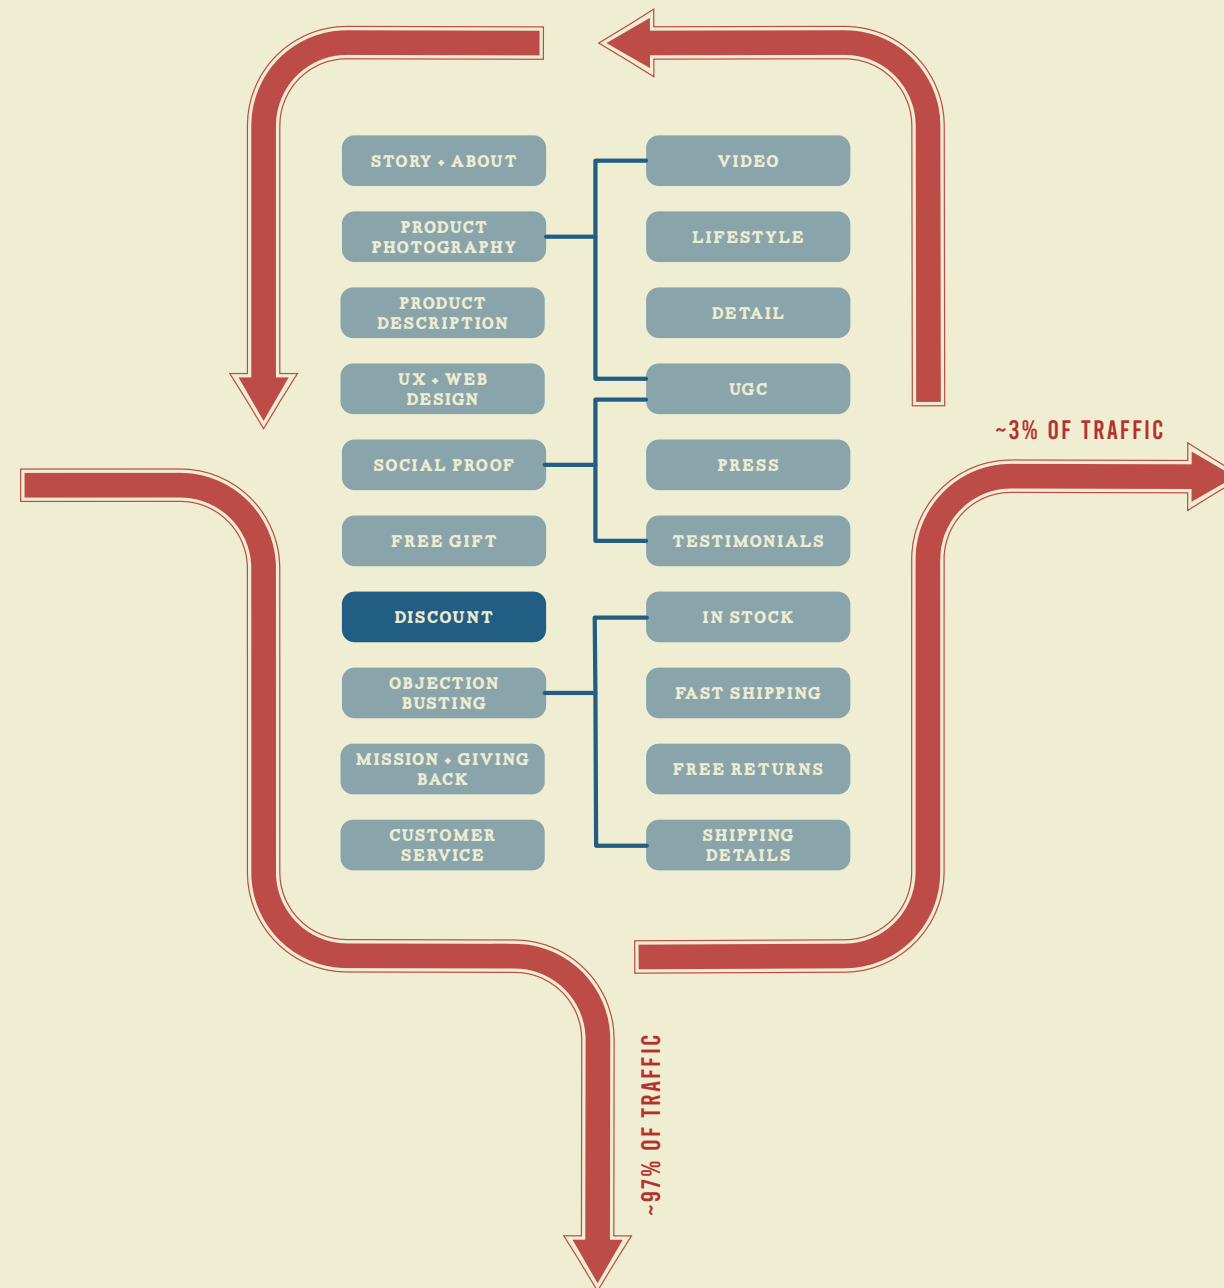 STORY + ABOUT
VIDEO
PRODUCT
PHOTOGRAPHY
LIFESTYLE
PRODUCT
DESCRIPTION
DETAIL
UX + WEB
DESIGN
UGC
~3% OF TRAFFIC
SOCIAL PROOF
PRESS
FREE GIFT
TESTIMONIALS
DISCOUNT
IN STOCK
OBJECTION
BUSTING
FAST SHIPPING
MISSION + GIVING
BACK
FREE RETURNS
CUSTOMER
SERVICE
SHIPPING
DETAILS
~97% OF TRAFFIC